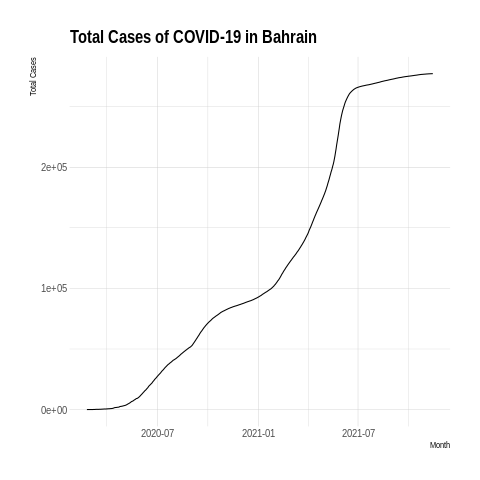 Total Cases of COVID-19 in Bahrain
Total Cases
2e+05
1e+05
0e+00
2020-07 2021-01 2021-07
Month